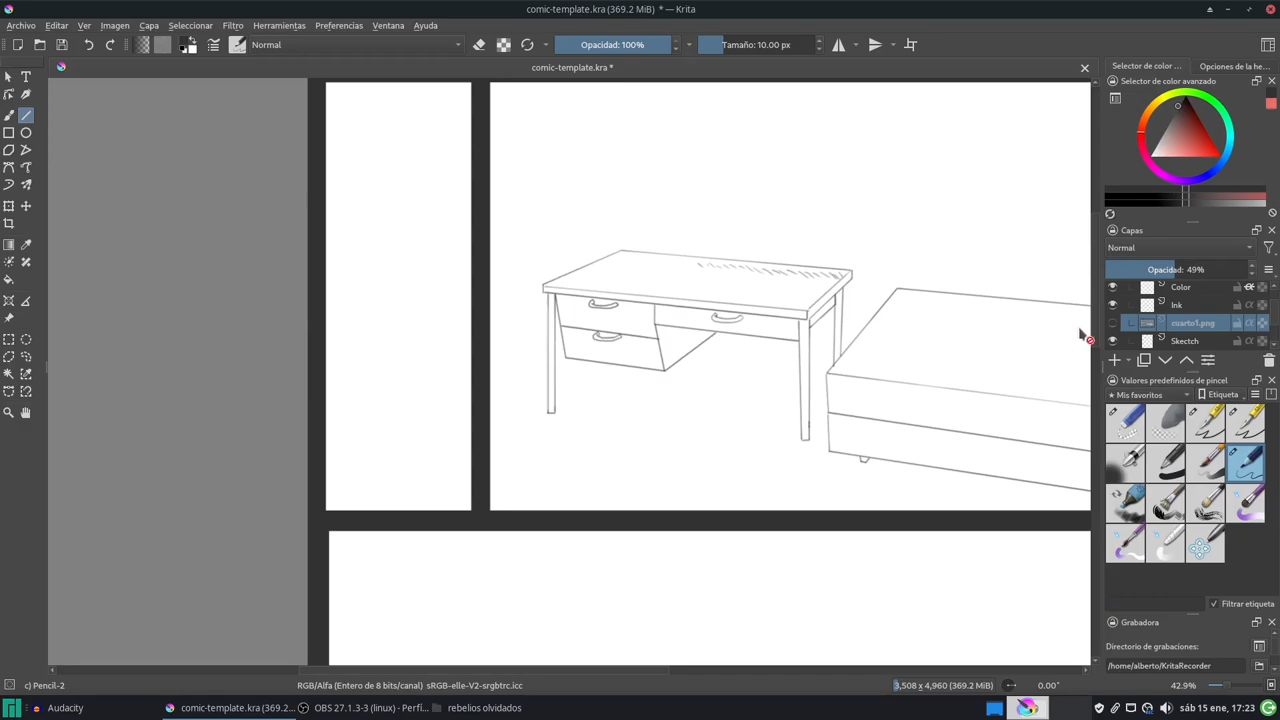 comic-template.kra (369.2 MiB) * — Krita
Archivo Editar Ver Imagen Capa Seleccionar Filtro Herramientas Preferencias Ventana Ayuda
Normal
Opacidad: 100%
Tamaño: 10.00 px
comic-template.kra *
Selector de color ...
Opciones de la he...
Selector de color avanzado
Capas
Normal
Opacidad: 49%
Color
Ink
cuarto1.png
Skectch
Valores predefinidos de pincel
Mis favoritos
Etiqueta
Filtrar etiqueta
Grabadora
Directorio de grabaciones:
/home/alberto/KritaRecorder
c) Pencil-2
RGB/Alfa (Entero de 8 bits/canal) sRGB-elle-V2-srgbtrc.icc
3,508 x 4,960 (369.2 MiB)
0.00°
42.9%
Audacity
comic-template.kra (369.2...
OBS 27.1.3-3 (linux) - Perfi...
rebelios olvidados
sáb 15 ene, 17:23